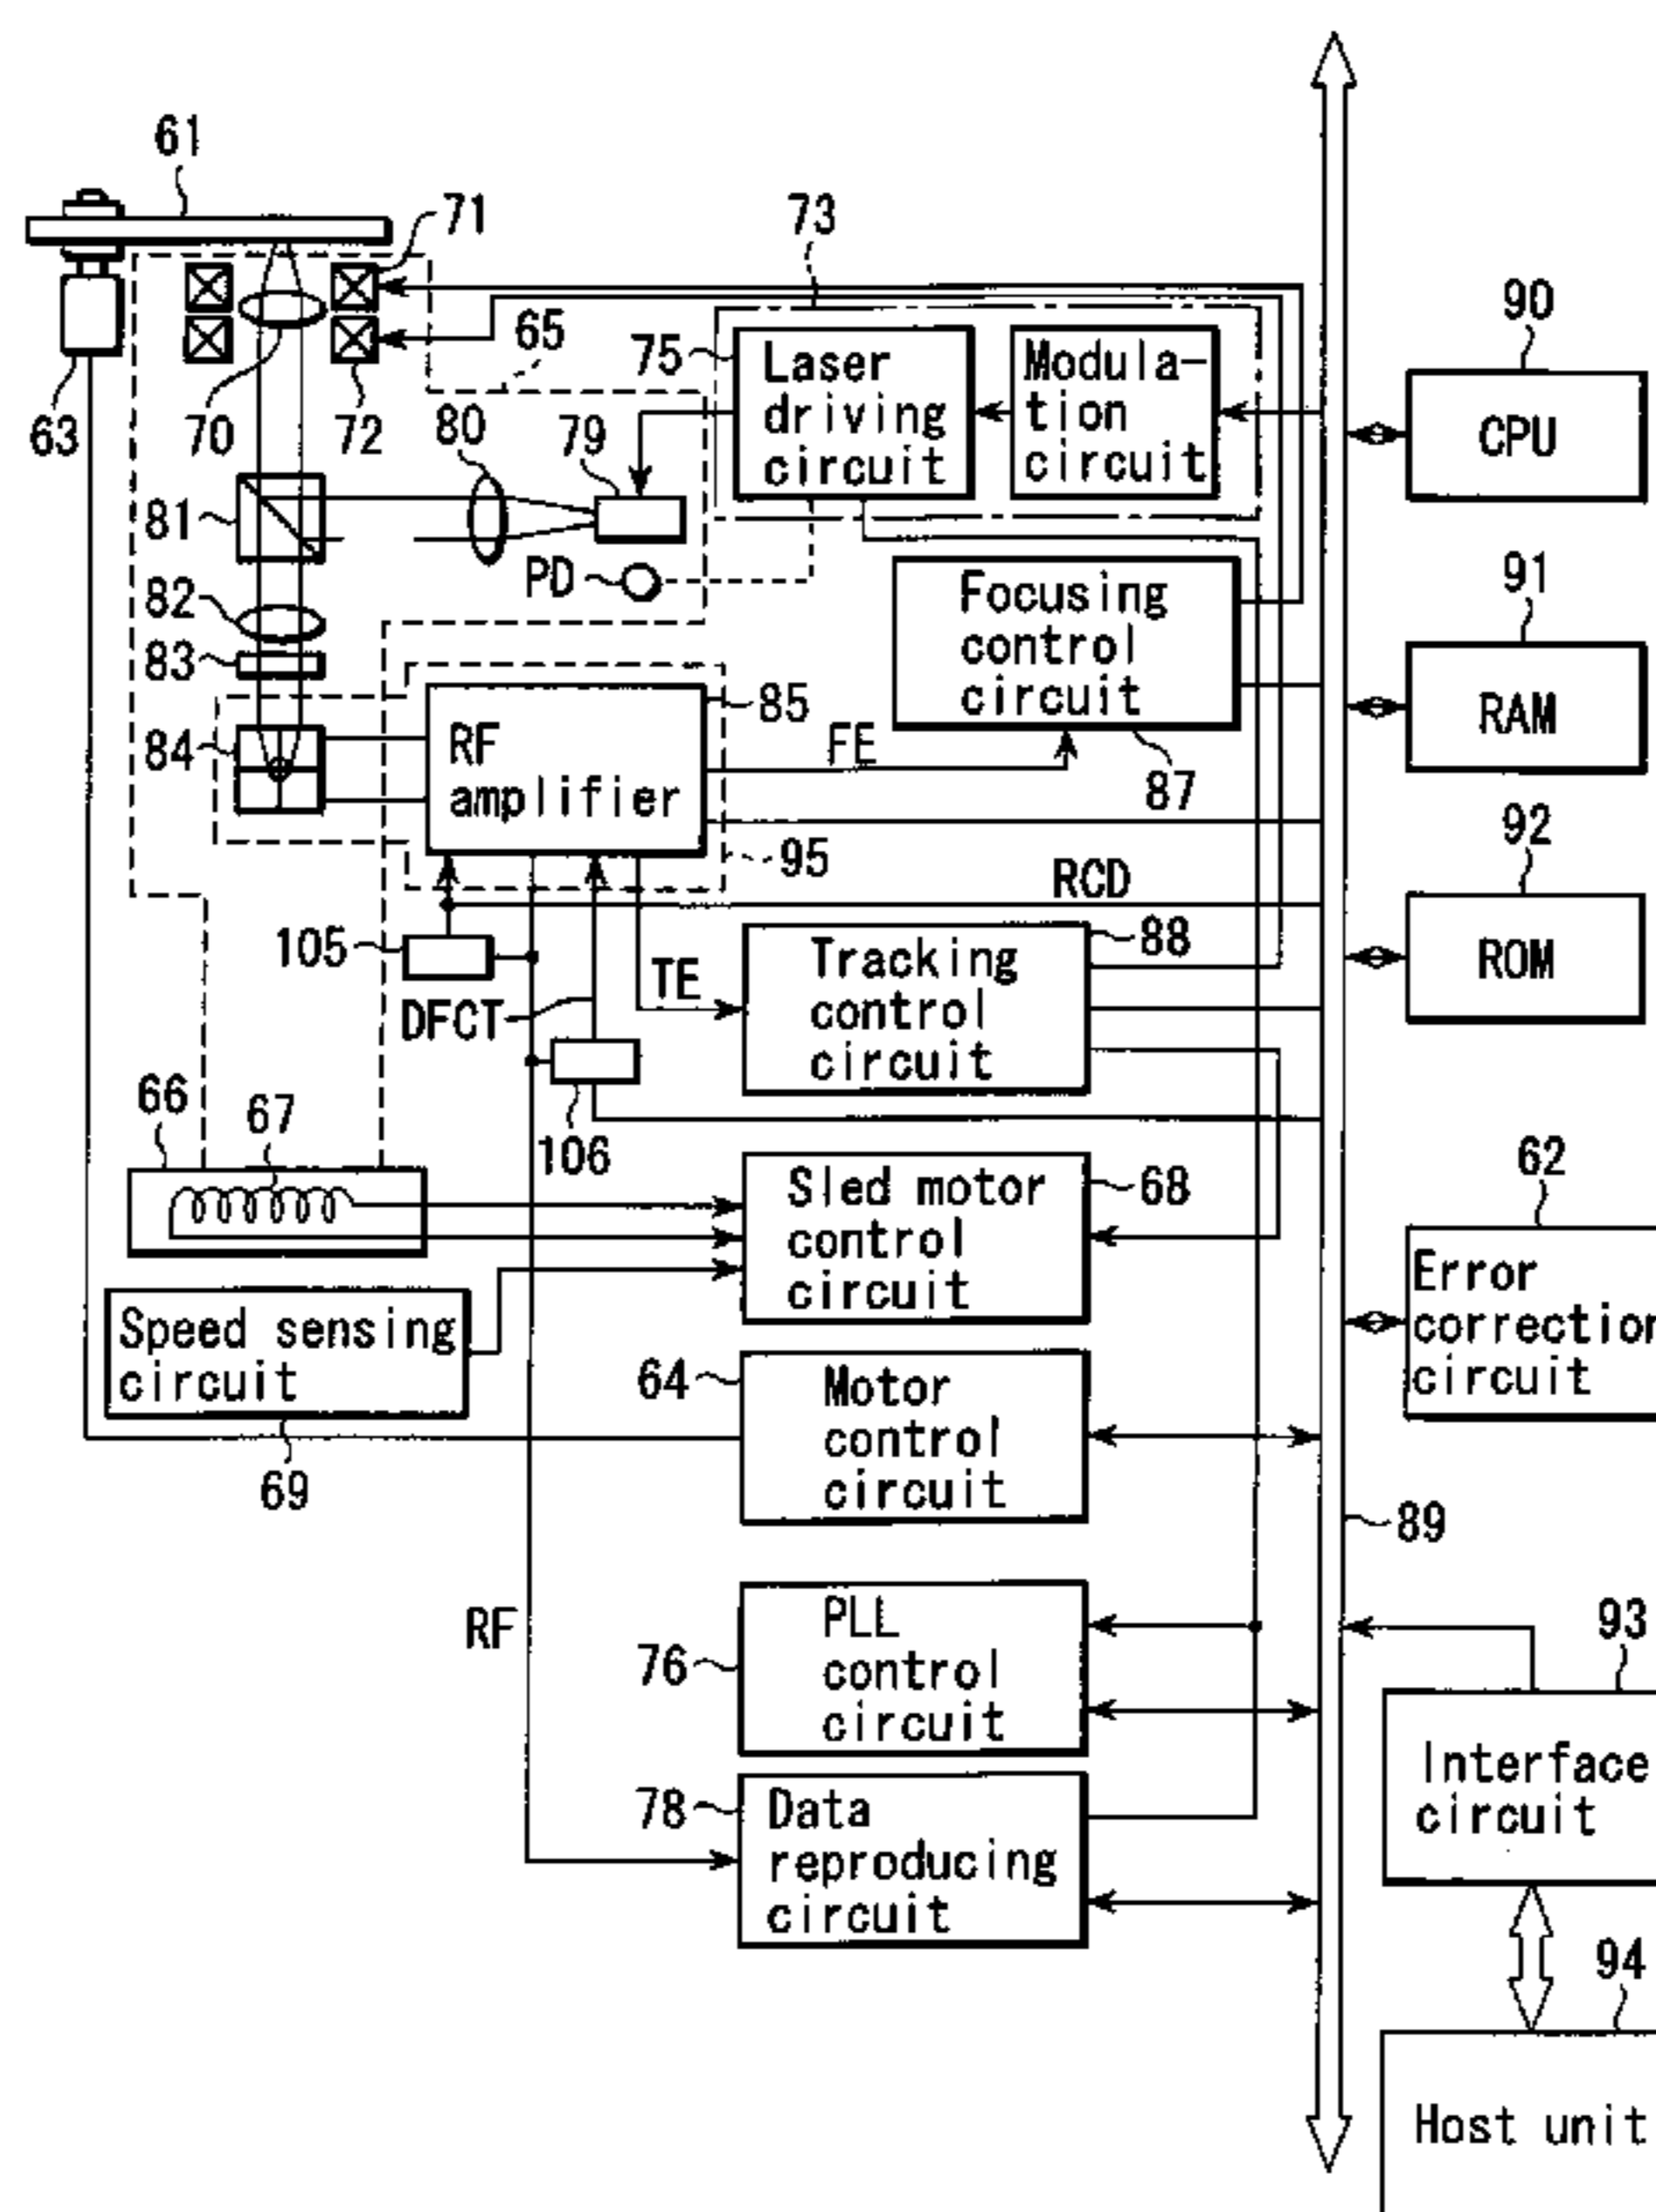 61
71
73
90
65
75
Laser
driving
circuit
Modula-
tion
circuit
63
70
72
80
79
CPU
81
PD
91
82
Focusing
control
circuit
83
RAM
84
85
RF
amplifier
FE
87
92
95
RCD
105
88
TE
Tracking
control
circuit
ROM
DFCT
66
67
106
62
Sled motor
control
circuit
68
Error
correction
circuit
Speed sensing
circuit
64
Motor
control
circuit
69
89
RF
PLL
control
circuit
76
93
78
Data
reproducing
circuit
Interface
circuit
94
Host unit